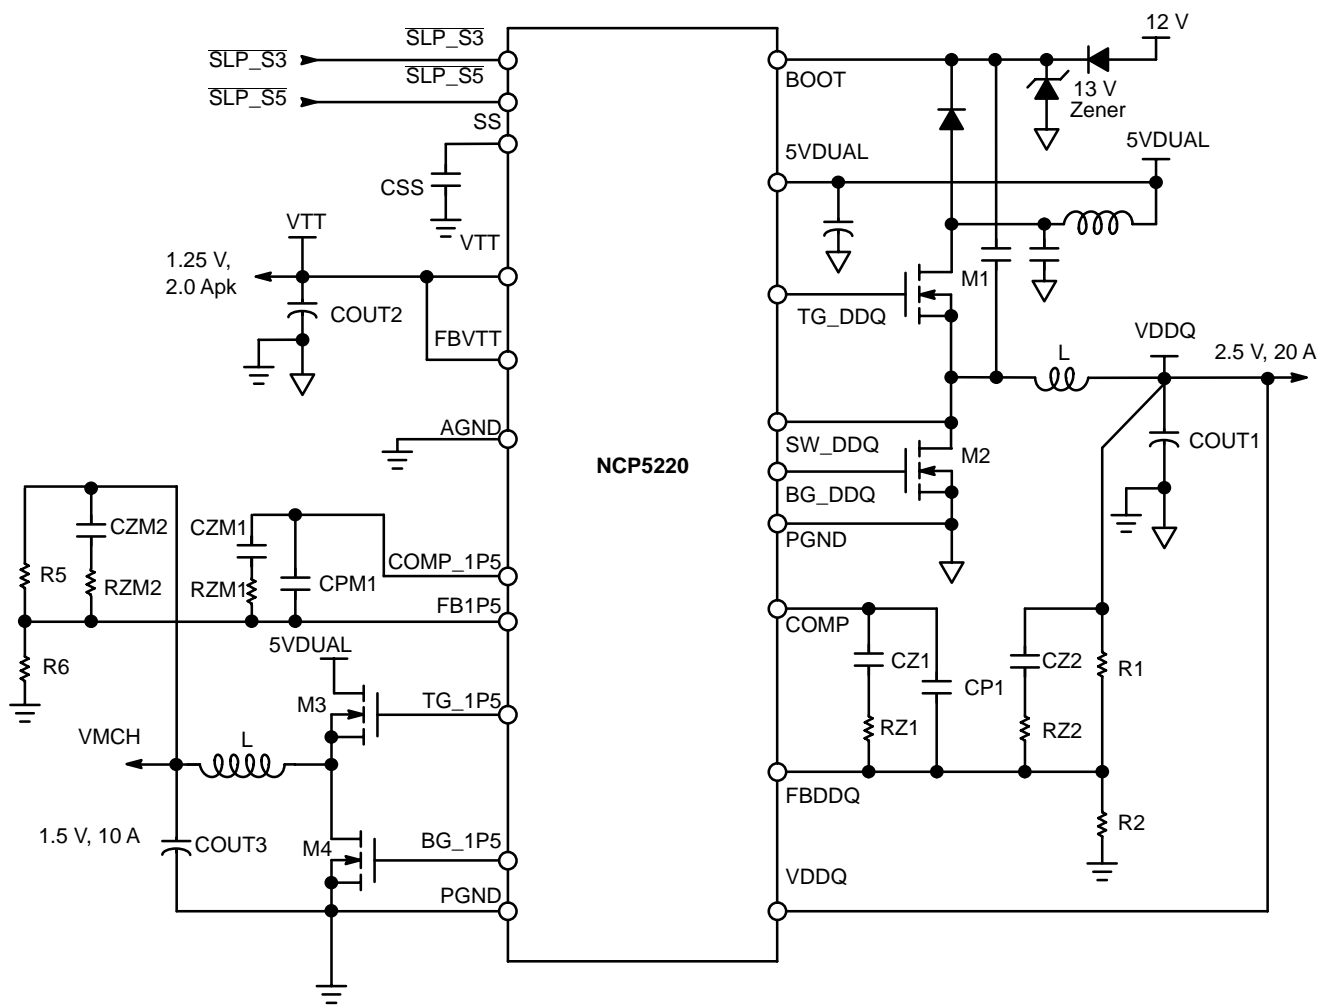 SLP_S3
SLP_S3
SLP_S5
SLP_S5
SS
CSS
VTT
VTT
1.25 V,
2.0 Apk
COUT2
FBVTT
AGND
CZM2
CZM1
COMP_1P5
R5
RZM2
RZM1
CPM1
FB1P5
5VDUAL
R6
M3
TG_1P5
VMCH
L
1.5 V, 10 A
COUT3
M4
BG_1P5
PGND
NCP5220
12 V
BOOT
13 V
Zener
5VDUAL
5VDUAL
M1
TG_DDQ
VDDQ
L
2.5 V, 20 A
SW_DDQ
M2
COUT1
BG_DDQ
PGND
COMP
CZ1
CP1
CZ2
R1
RZ1
RZ2
FBDDQ
R2
VDDQ